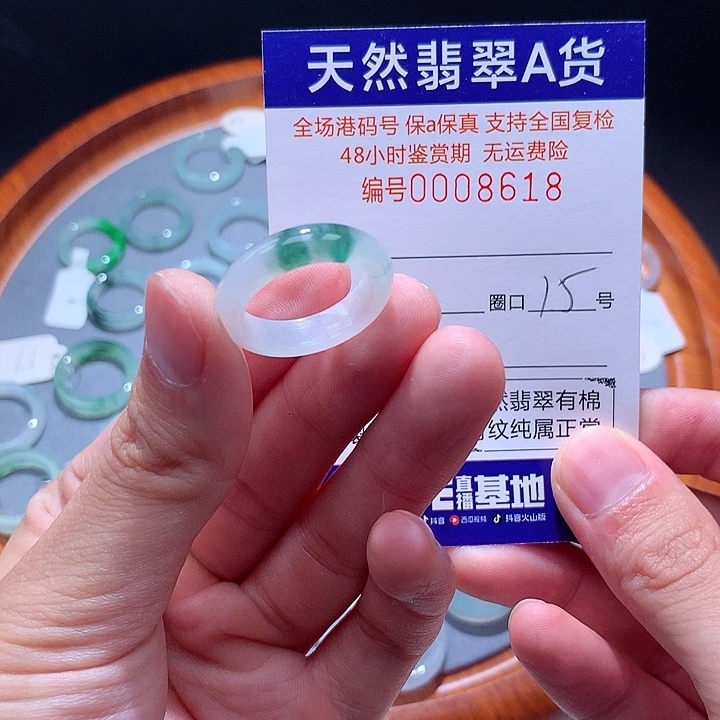 天然翡翠A货
全场港码号 保a保真 支持全国复检
48小时鉴赏期 无运费险
编号0008618
圈口 15 号
翡翠有棉
纹纯属正常
直播基地
抖音 西瓜视频 抖音火山版